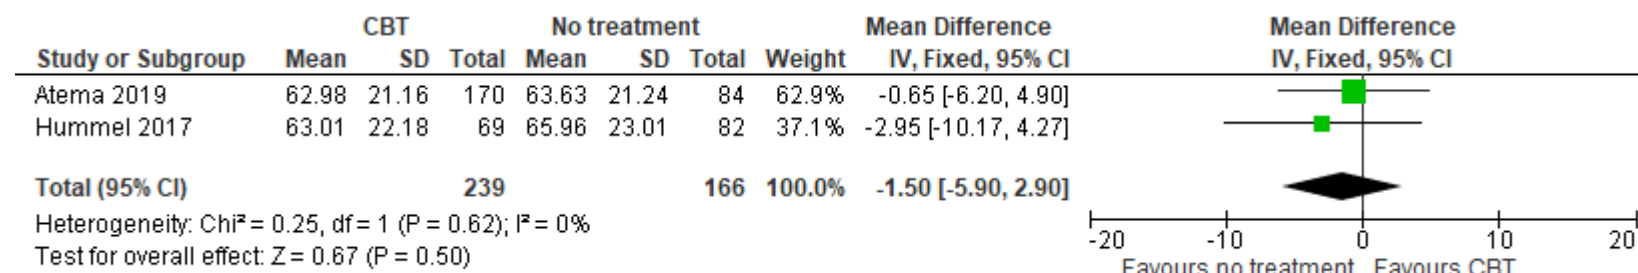 CBT No treatment Mean Difference Mean Difference
Study or Subgroup Mean SD Total Mean SD Total Weight IV, Fixed, 95% CI IV, Fixed, 95% CI
Atema 2019 62.98 21.16 170 63.63 21.24 84 62.9% -0.65 [-6.20, 4.90]
Hummel 2017 63.01 22.18 69 65.96 23.01 82 37.1% -2.95 [-10.17, 4.27]
Total (95% CI) 239 166 100.0% -1.50 [-5.90, 2.90]
Heterogeneity: Chi² = 0.25, df = 1 (P = 0.62); I² = 0%
Test for overall effect: Z = 0.67 (P = 0.50)
-20 -10 0 10 20
Favours no treatment Favours CBT